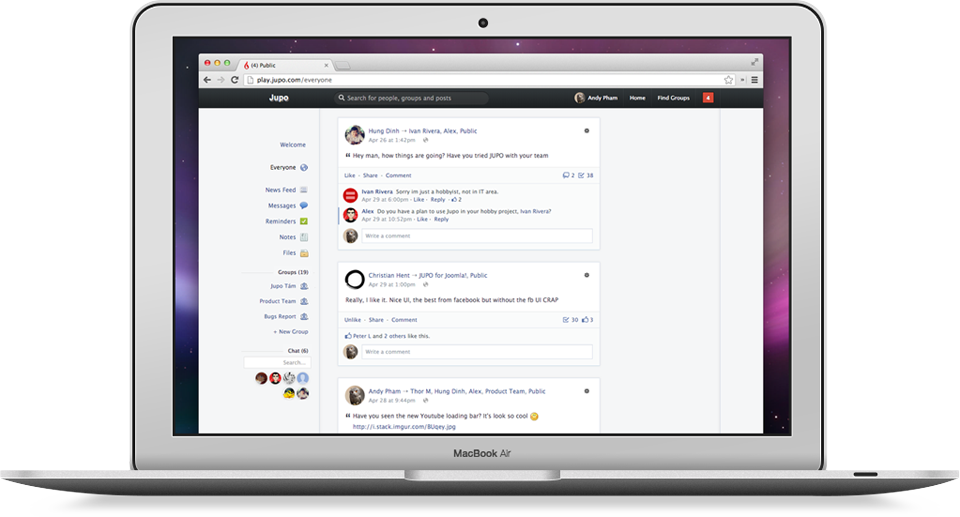 (4) Public
play.jupo.com/everyone
Jupo
Search for people, groups and posts
Andy Pham
Home
Find Groups
4
Welcome
Everyone
News Feed
Messages
Reminders
Notes
Files
Groups (19)
Jupo Tám
Product Team
Bugs Report
+ New Group
Chat (6)
Search...
Hung Dinh → Ivan Rivera, Alex, Public
Apr 26 at 1:42pm
“ Hey man, how things are going? Have you tried JUPO with your team
Like · Share · Comment
2 38
Ivan Rivera Sorry im just a hobbyist, not in IT area.
Apr 29 at 6:00pm · Like · Reply · 2
Alex Do you have a plan to use Jupo in your hobby project, Ivan Rivera?
Apr 29 at 10:52pm · Like · Reply
Write a comment
Christian Hent → JUPO for Joomla!, Public
Apr 29 at 1:00pm
Really, I like it. Nice UI, the best from facebook but without the fb UI CRAP
Unlike · Share · Comment
30 3
Peter L and 2 others like this.
Write a comment
Andy Pham → Thor M, Hung Dinh, Alex, Product Team, Public
Apr 28 at 9:44pm
“ Have you seen the new Youtube loading bar? It's look so cool
http://i.stack.imgur.com/8Uqey.jpg
MacBook Air